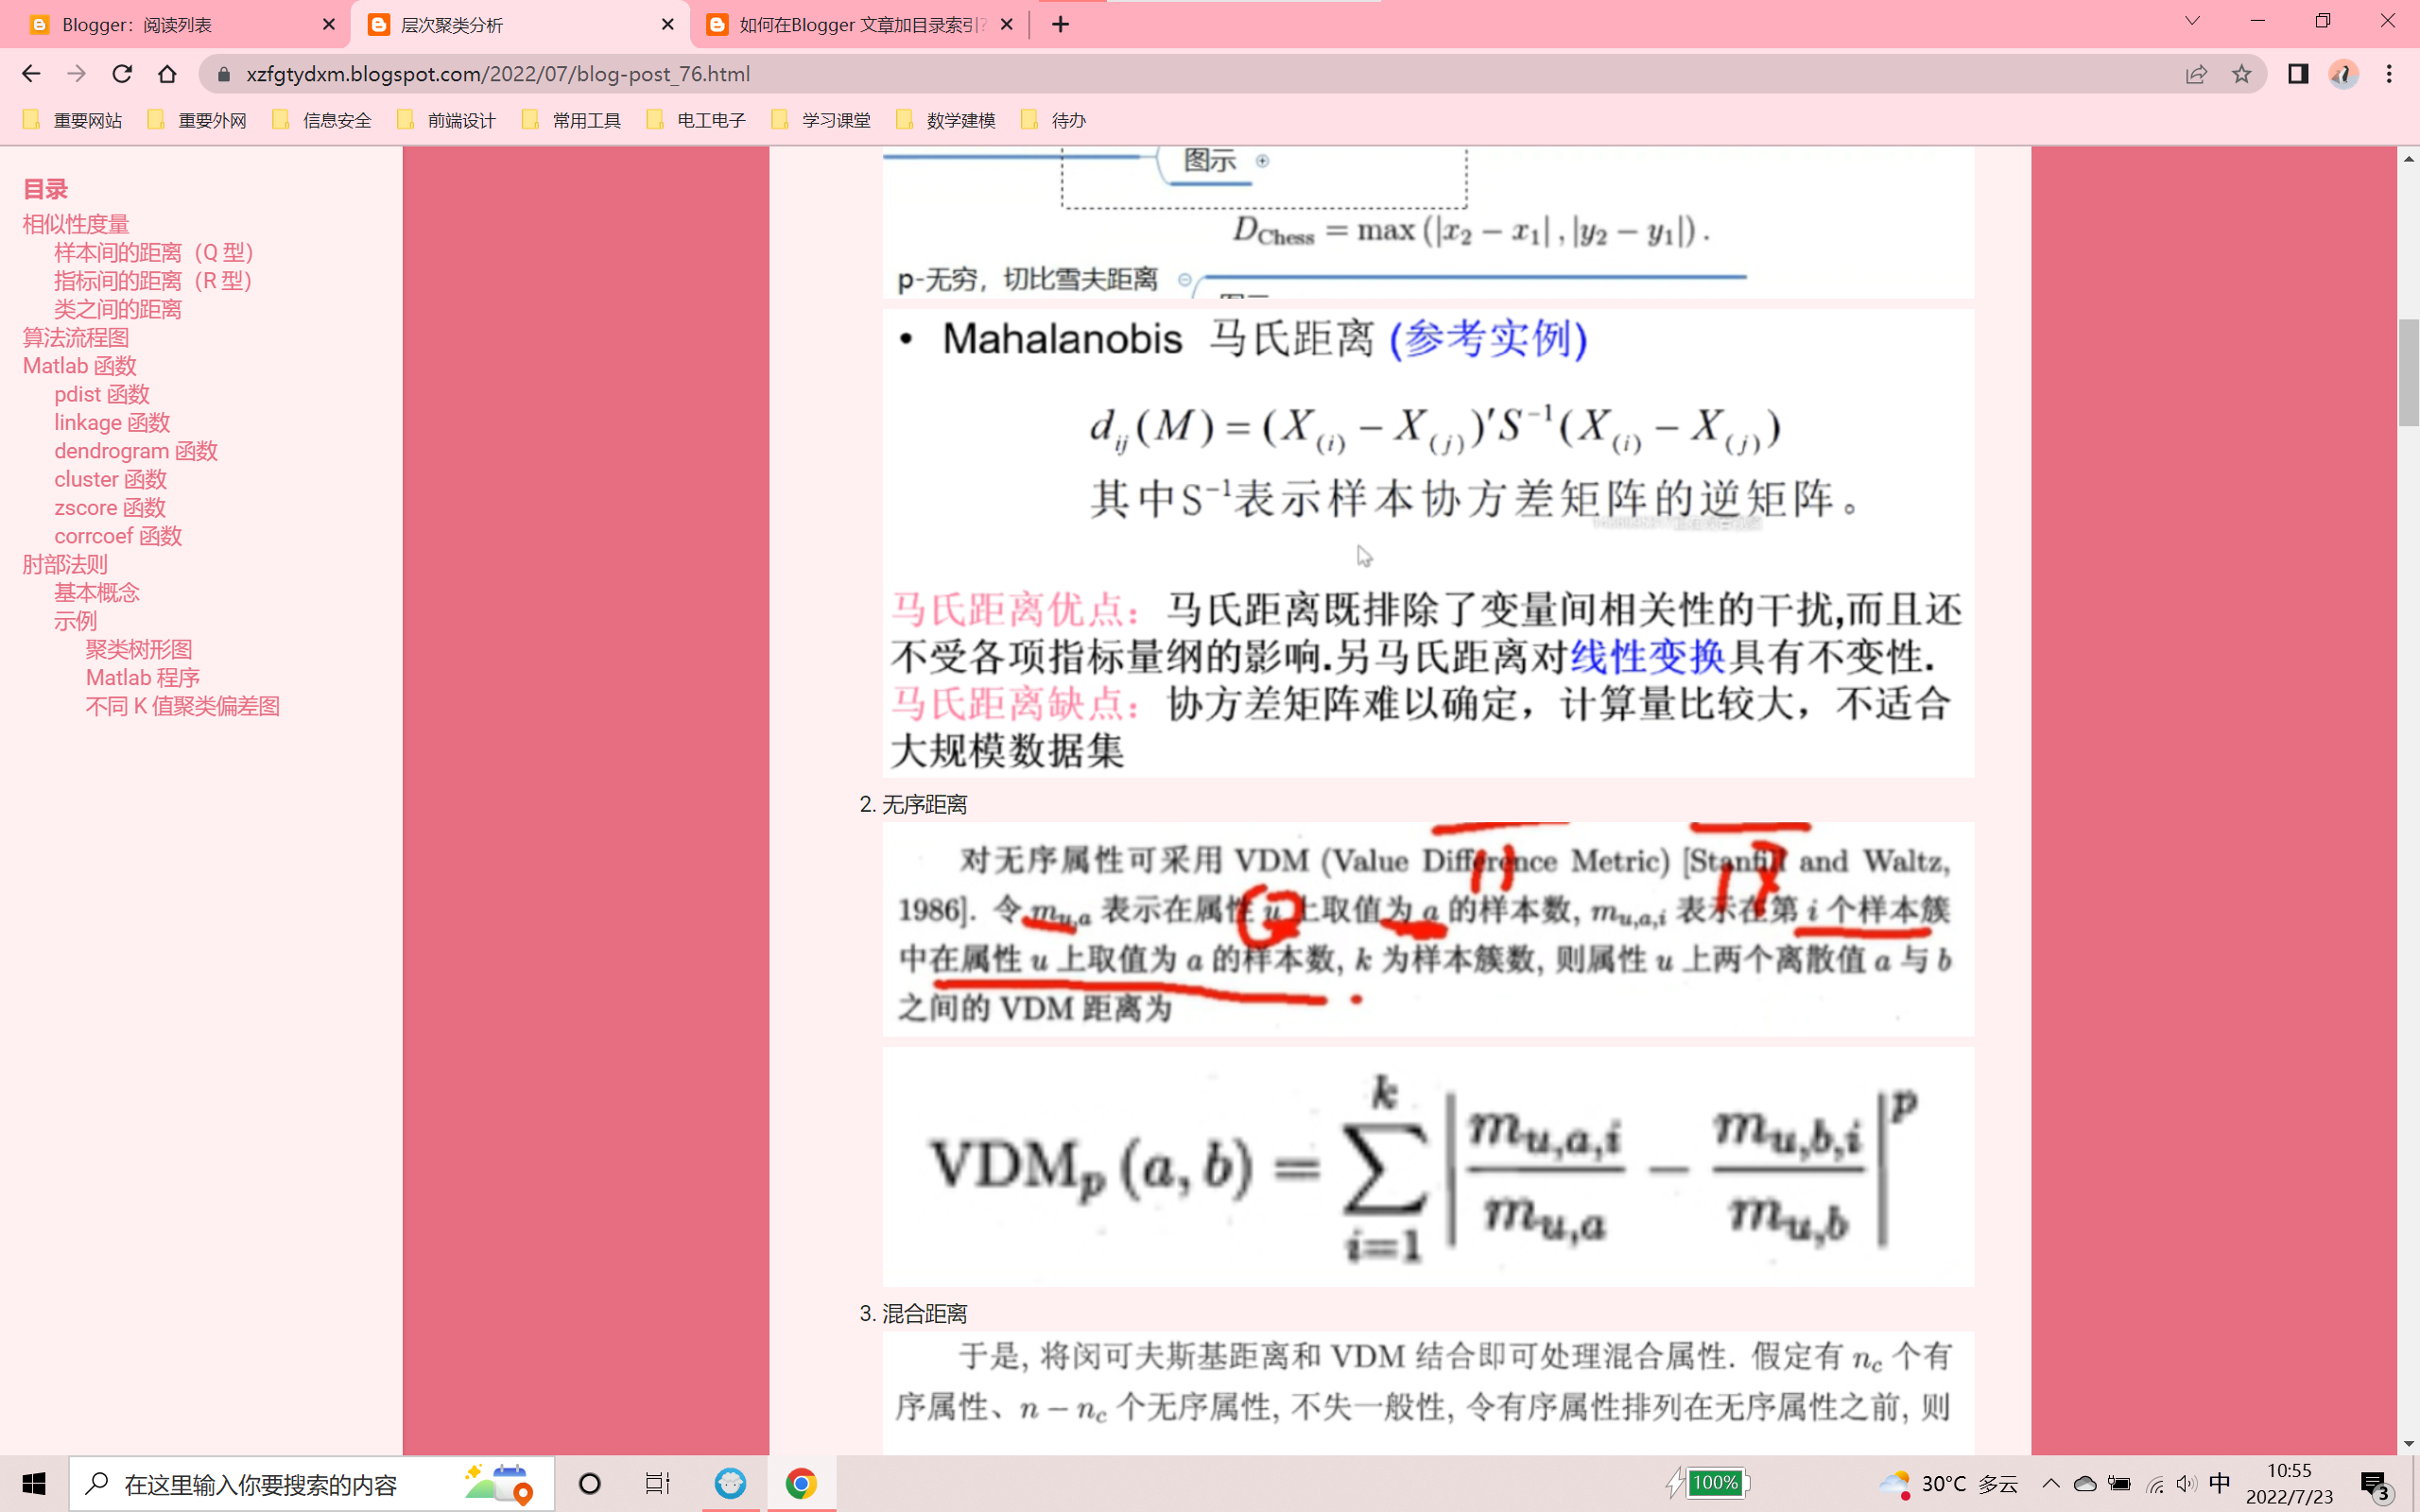 Blogger：阅读列表
层次聚类分析
如何在Blogger 文章加目录索引?
xzfgtydxm.blogspot.com/2022/07/blog-post_76.html
重要网站
重要外网
信息安全
前端设计
常用工具
电工电子
学习课堂
数学建模
待办
目录
相似性度量
样本间的距离（Q 型）
指标间的距离（R 型）
类之间的距离
算法流程图
Matlab 函数
pdist 函数
linkage 函数
dendrogram 函数
cluster 函数
zscore 函数
corrcoef 函数
肘部法则
基本概念
示例
聚类树形图
Matlab 程序
不同 K 值聚类偏差图
图示
D_Chess = max (|x_2 − x_1| , |y_2 − y_1|) .
p-无穷，切比雪夫距离
• Mahalanobis 马氏距离 (参考实例)
d_ij (M) = (X_(i) − X_(j))′S⁻¹(X_(i) − X_(j))
其中S⁻¹表示样本协方差矩阵的逆矩阵。
马氏距离优点：马氏距离既排除了变量间相关性的干扰,而且还
不受各项指标量纲的影响.另马氏距离对线性变换具有不变性.
马氏距离缺点：协方差矩阵难以确定，计算量比较大，不适合
大规模数据集
2. 无序距离
对无序属性可采用 VDM (Value Difference Metric) [Stanfill and Waltz,
1986]. 令 m_u,a 表示在属性 u 上取值为 a 的样本数, m_u,a,i 表示在第 i 个样本簇
中在属性 u 上取值为 a 的样本数, k 为样本簇数, 则属性 u 上两个离散值 a 与 b
之间的 VDM 距离为
VDM_p (a, b) = ∑_{i=1}^{k} | m_u,a,i / m_u,a − m_u,b,i / m_u,b |^p
3. 混合距离
于是, 将闵可夫斯基距离和 VDM 结合即可处理混合属性. 假定有 n_c 个有
序属性、n − n_c 个无序属性, 不失一般性, 令有序属性排列在无序属性之前, 则
在这里输入你要搜索的内容
100%
30°C 多云
中
10:55
2022/7/23
3